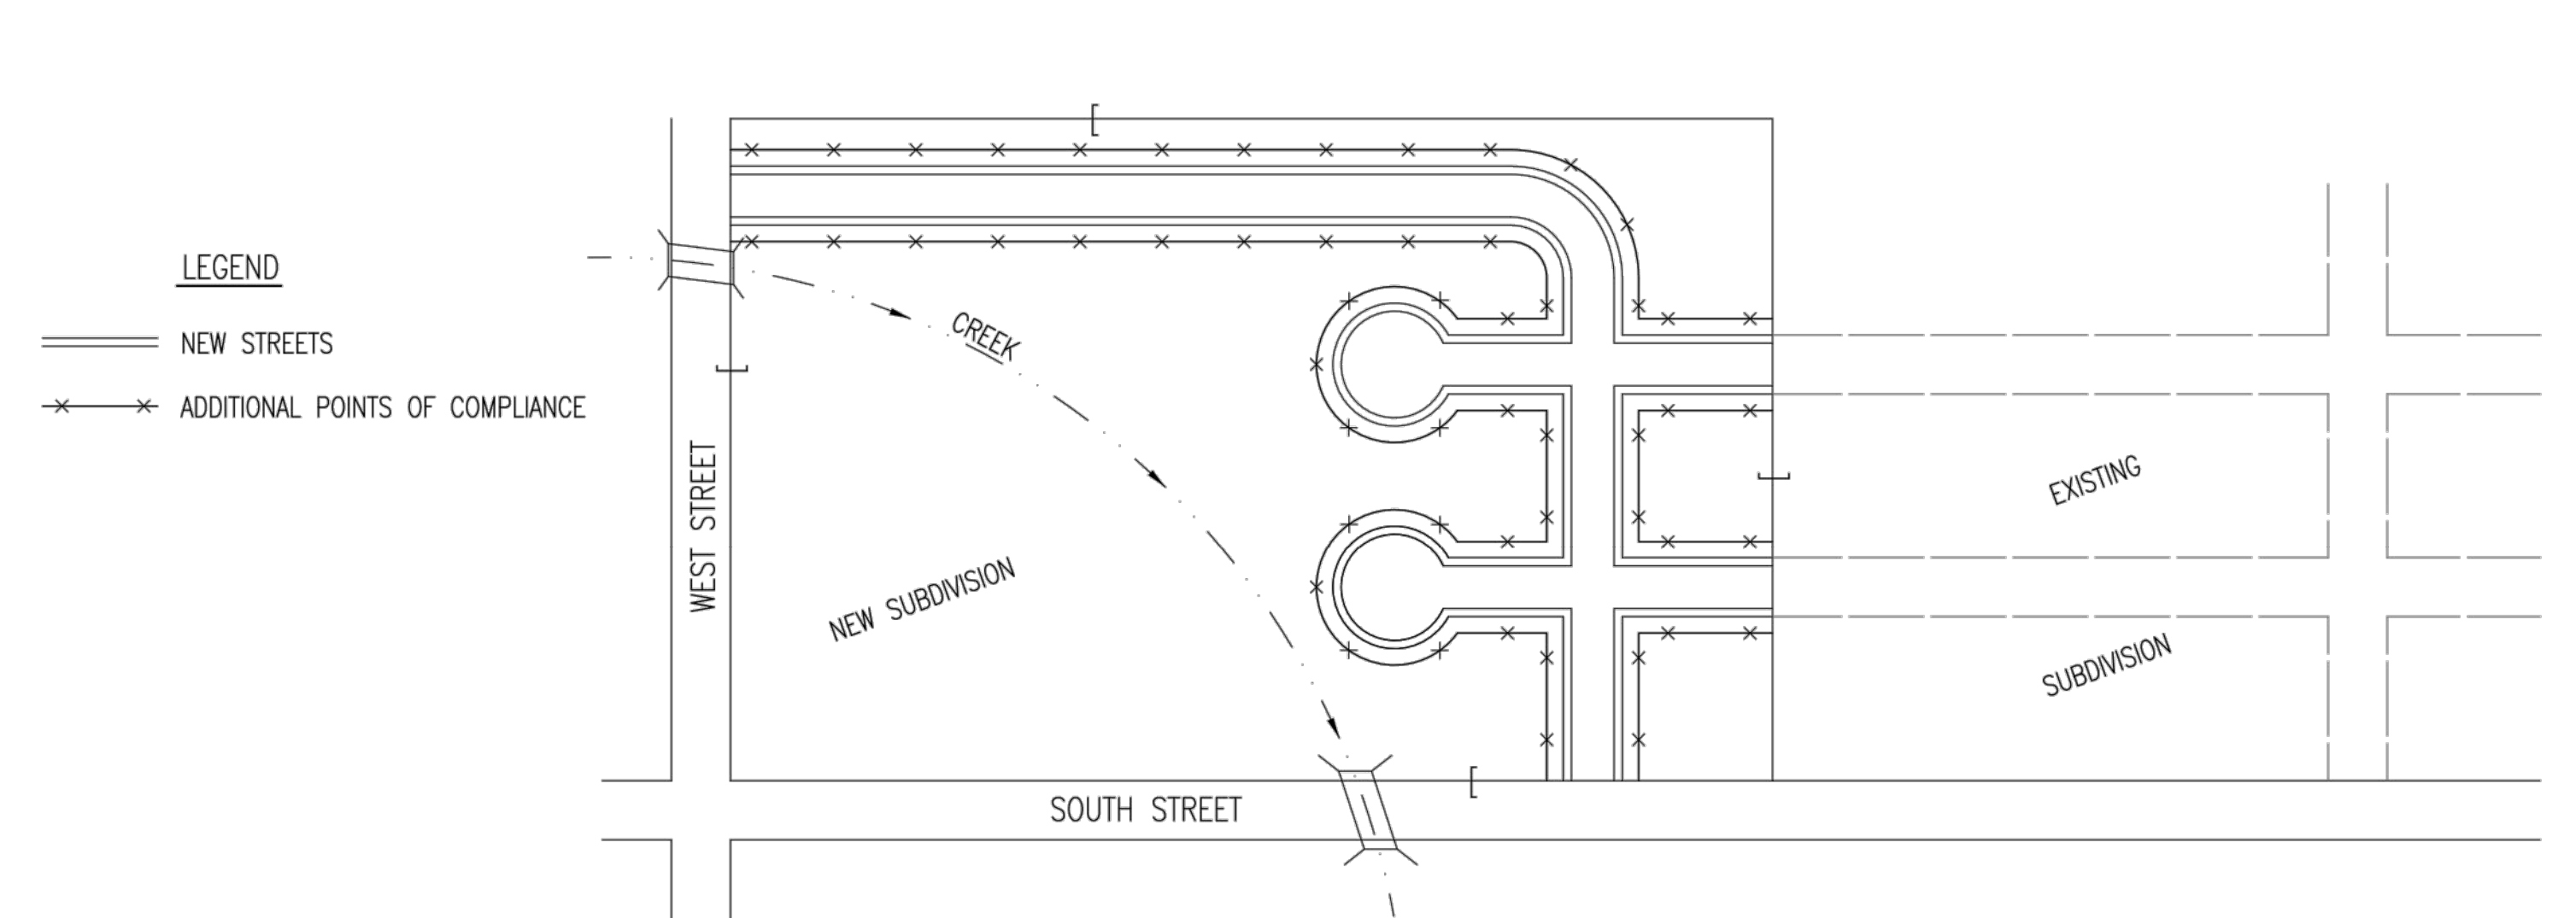 LEGEND
NEW STREETS
ADDITIONAL POINTS OF COMPLIANCE
CREEK
WEST STREET
NEW SUBDIVISION
SOUTH STREET
EXISTING
SUBDIVISION